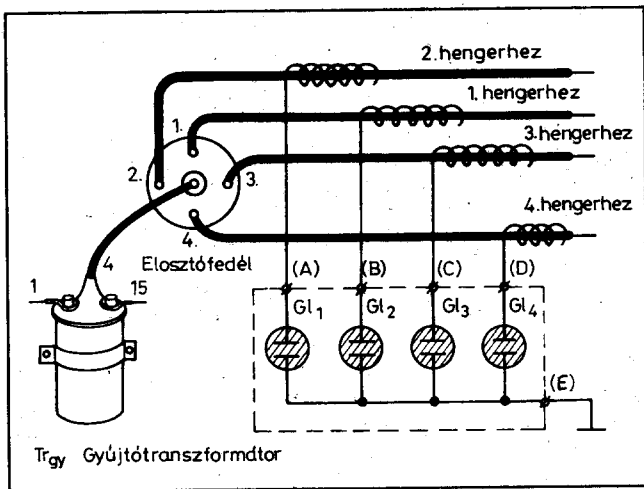 2. hengerhez
1. hengerhez
3. hengerhez
4. hengerhez
1.
2.
3.
4.
4
Elosztófedél
1
15
(A)
(B)
(C)
(D)
Gl1
Gl2
Gl3
Gl4
(E)
Trgy Gyújtótranszformdtor